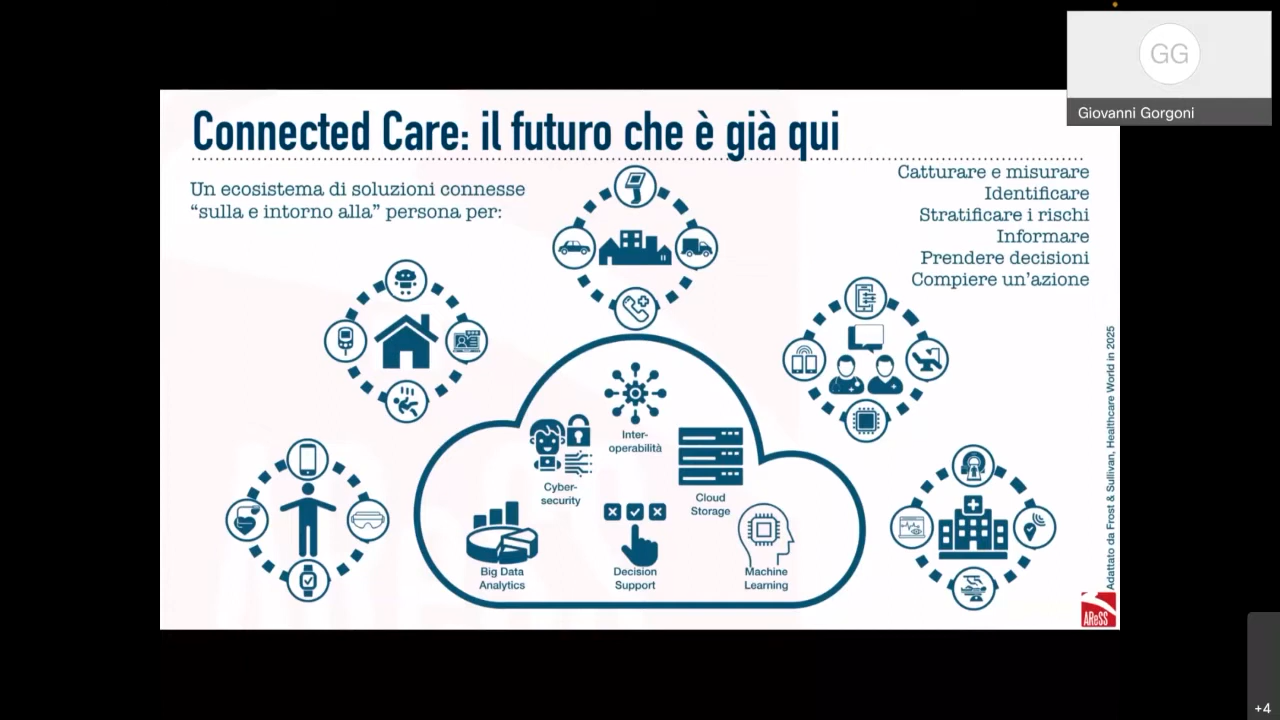 GG
Giovanni Gorgoni
Connected Care: il futuro che è già qui
Un ecosistema di soluzioni connesse
“sulla e intorno alla” persona per:
Catturare e misurare
Identificare
Stratificare i rischi
Informare
Prendere decisioni
Compiere un’azione
Inter-
operabilità
Cyber-
security
Cloud
Storage
Big Data
Analytics
Decision
Support
Machine
Learning
Adattato da Frost & Sullivan, Healthcare World in 2025
AReSS
+4